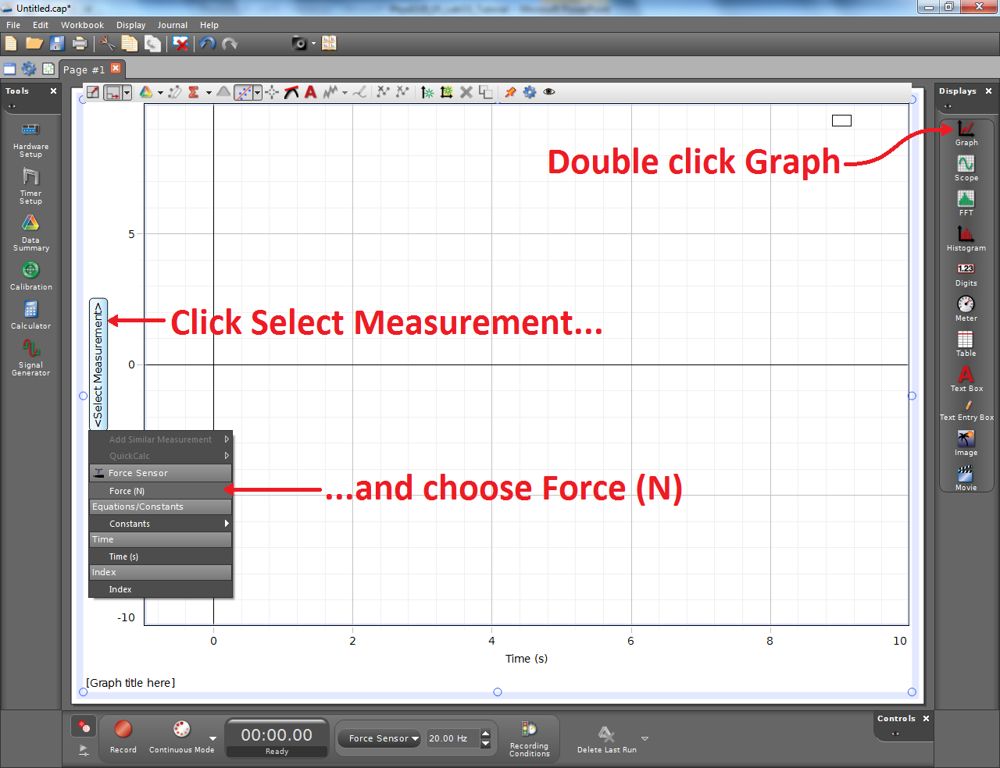 Untitled.cap*
File Edit Workbook Display Journal Help
Page #1
Tools
Hardware
Setup
Timer
Setup
Data
Summary
Calibration
Calculator
Signal
Generator
Displays
Graph
Scope
FFT
Histogram
1.23
Digits
Meter
Table
Text Box
Text Entry Box
Image
Movie
Double click Graph
5
Click Select Measurement...
<Select Measurement>
0
Add Similar Measurement
QuickCalc
Force Sensor
Force (N)
...and choose Force (N)
Equations/Constants
Constants
Time
Time (s)
Index
Index
-10
0 2 4 6 8 10
Time (s)
[Graph title here]
Record
Continuous Mode
00:00.00
Ready
Force Sensor
20.00 Hz
Recording
Conditions
Delete Last Run
Controls